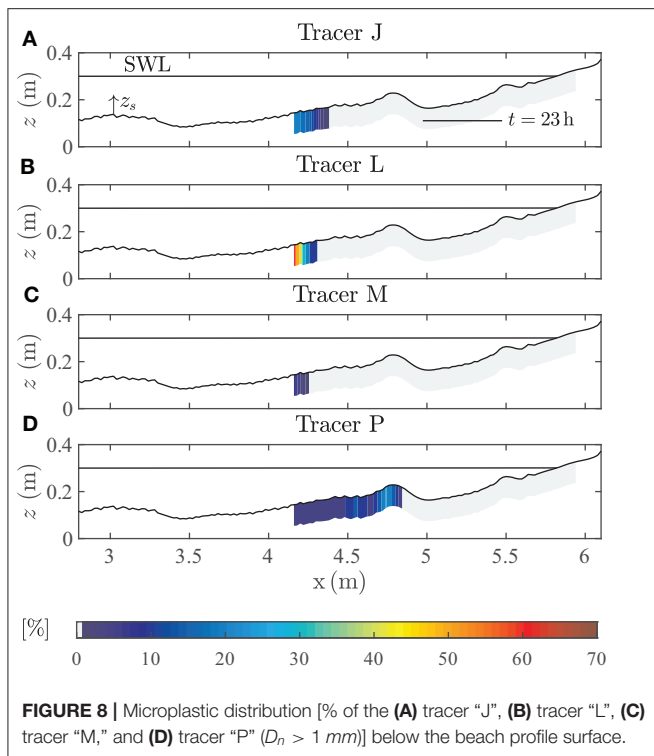 A
Tracer J
0.4
0.2
0
z (m)
SWL
z_s
t = 23 h
B
Tracer L
0.4
0.2
0
z (m)
C
Tracer M
0.4
0.2
0
z (m)
D
Tracer P
0.4
0.2
0
z (m)
3 3.5 4 4.5 5 5.5 6
x (m)
[%]
0 10 20 30 40 50 60 70
FIGURE 8 | Microplastic distribution [% of the (A) tracer “J”, (B) tracer “L”, (C)
tracer “M,” and (D) tracer “P” (Dn > 1 mm)] below the beach profile surface.